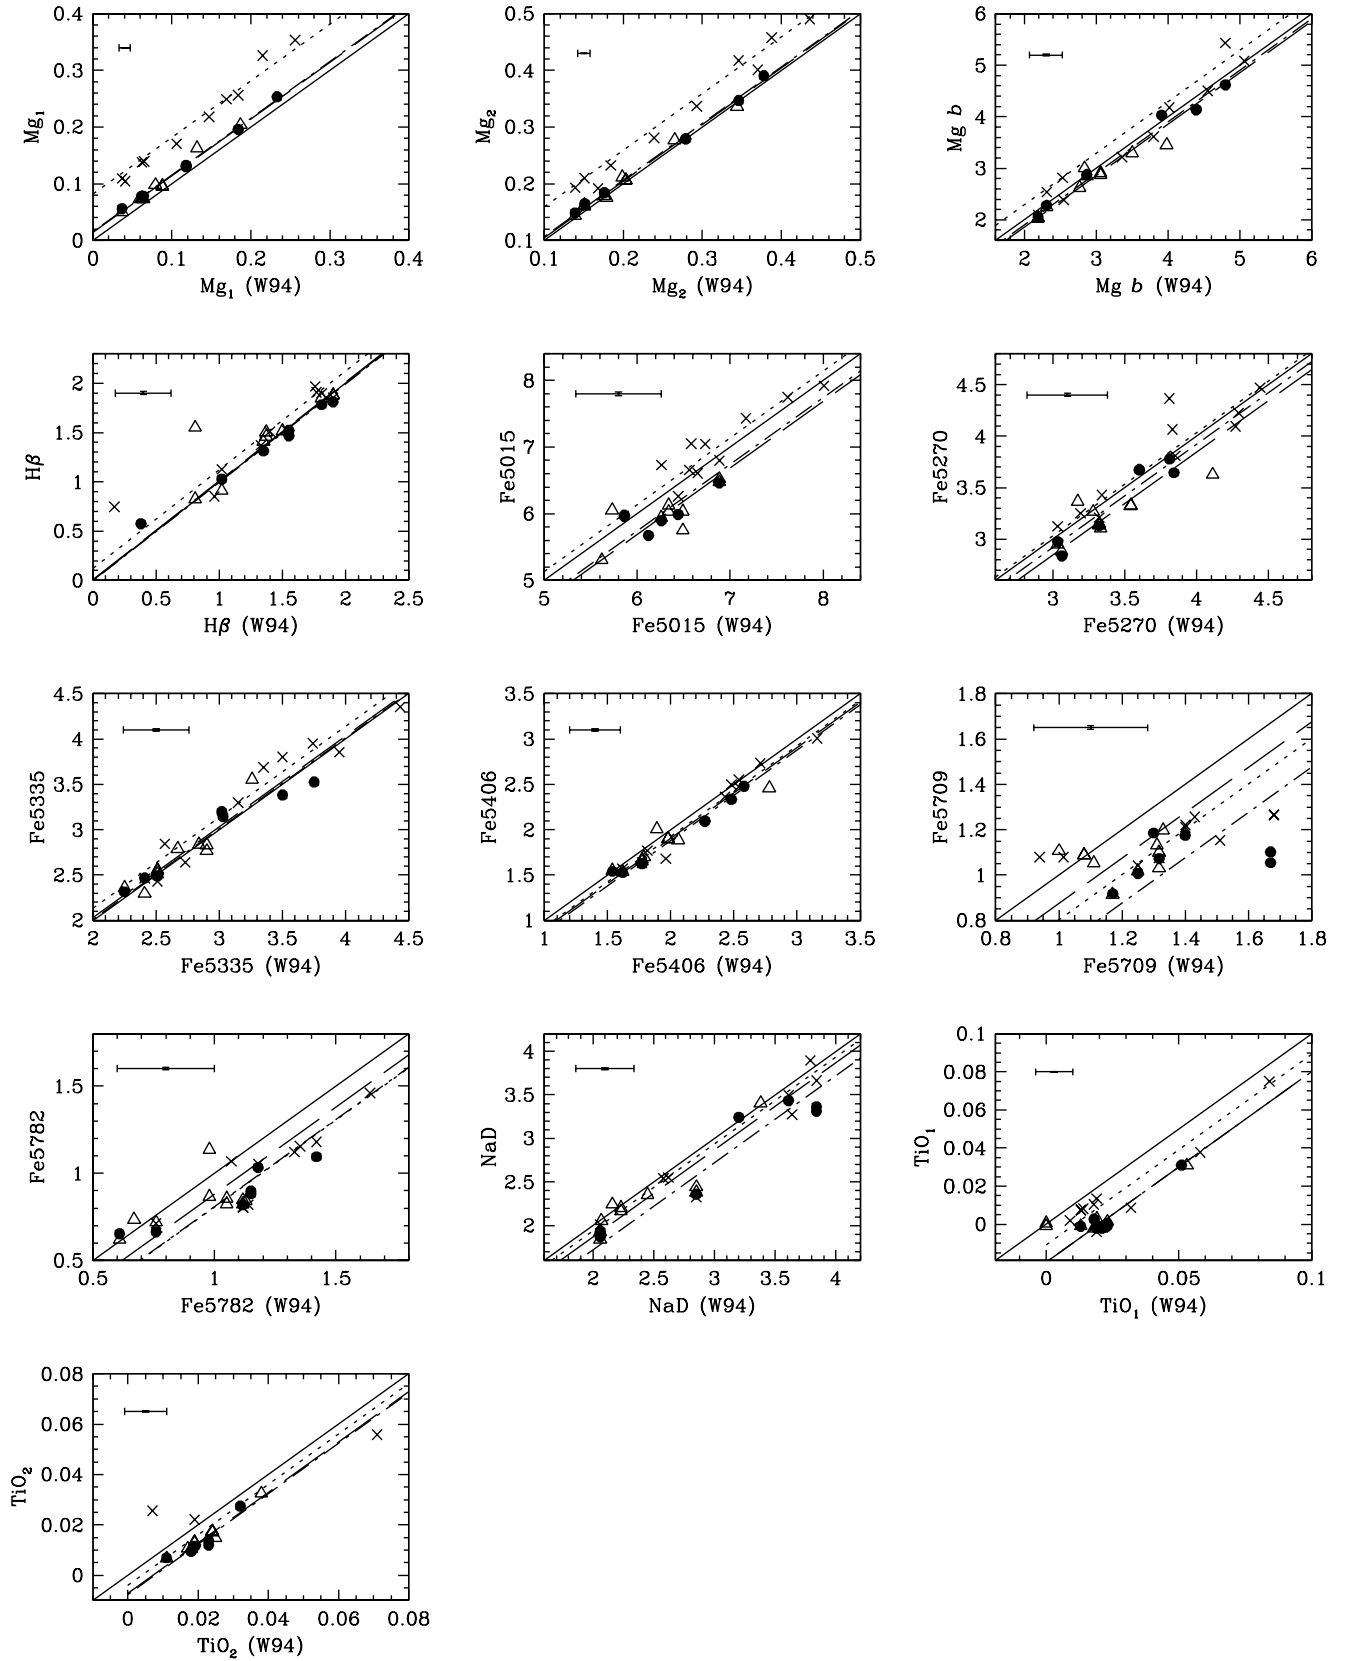 0.4
0.3
0.2
0.1
0
Mg₁
0 0.1 0.2 0.3 0.4
Mg₁ (W94)
0.5
0.4
0.3
0.2
0.1
Mg₂
0.1 0.2 0.3 0.4 0.5
Mg₂ (W94)
6
5
4
3
2
Mg b
2 3 4 5 6
Mg b (W94)
2
1.5
1
0.5
0
Hβ
0 0.5 1 1.5 2 2.5
Hβ (W94)
8
7
6
5
Fe5015
5 6 7 8
Fe5015 (W94)
4.5
4
3.5
3
Fe5270
3 3.5 4 4.5
Fe5270 (W94)
4.5
4
3.5
3
2.5
2
Fe5335
2 2.5 3 3.5 4 4.5
Fe5335 (W94)
3.5
3
2.5
2
1.5
1
Fe5406
1 1.5 2 2.5 3 3.5
Fe5406 (W94)
1.8
1.6
1.4
1.2
1
0.8
Fe5709
0.8 1 1.2 1.4 1.6 1.8
Fe5709 (W94)
1.5
1
0.5
Fe5782
0.5 1 1.5
Fe5782 (W94)
4
3.5
3
2.5
2
NaD
2 2.5 3 3.5 4
NaD (W94)
0.1
0.08
0.06
0.04
0.02
0
TiO₁
0 0.05 0.1
TiO₁ (W94)
0.08
0.06
0.04
0.02
0
TiO₂
0 0.02 0.04 0.06 0.08
TiO₂ (W94)